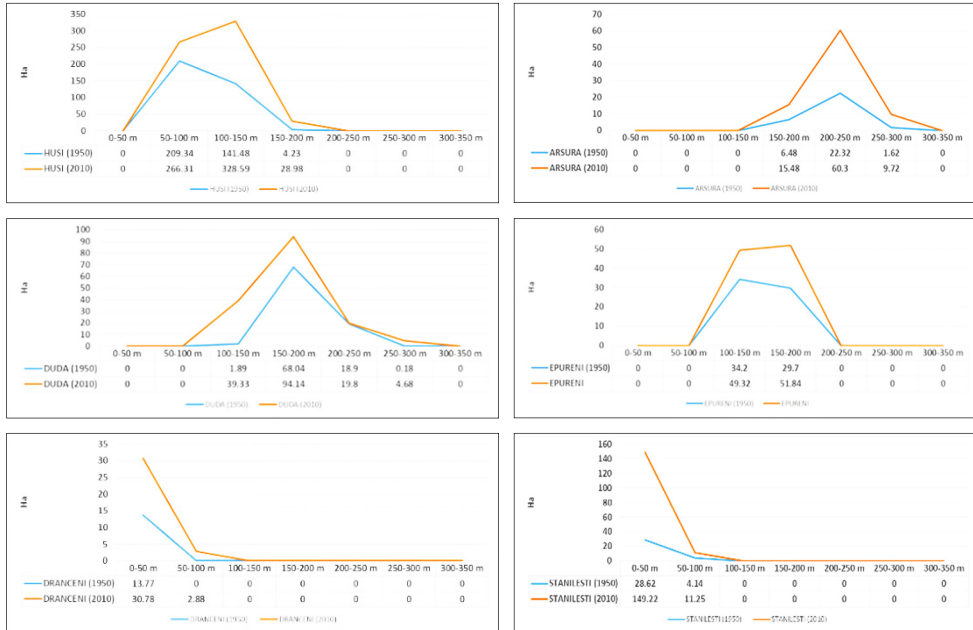 350
300
250
200
150
100
50
0
Ha
0-50 m 50-100 m 100-150 m 150-200 m 200-250 m 250-300 m 300-350 m
HUSI (1950) 0 209.34 141.48 4.23 0 0 0
HUSI (2010) 0 266.31 328.59 28.98 0 0 0
HUSI (1950) HUSI (2010)
70
60
50
40
30
20
10
0
Ha
0-50 m 50-100 m 100-150 m 150-200 m 200-250 m 250-300 m 300-350 m
ARSURA (1950) 0 0 0 6.48 22.32 1.62 0
ARSURA (2010) 0 0 0 15.48 60.3 9.72 0
ARSURA (1950) ARSURA (2010)
100
90
80
70
60
50
40
30
20
10
0
Ha
0-50 m 50-100 m 100-150 m 150-200 m 200-250 m 250-300 m 300-350 m
DUDA (1950) 0 0 1.89 68.04 18.9 0.18 0
DUDA (2010) 0 0 39.33 94.14 19.8 4.68 0
DUDA (1950) DUDA (2010)
60
50
40
30
20
10
0
Ha
0-50 m 50-100 m 100-150 m 150-200 m 200-250 m 250-300 m 300-350 m
EPURENI (1950) 0 0 34.2 29.7 0 0 0
EPURENI 0 0 49.32 51.84 0 0 0
EPURENI (1950) EPURENI
35
30
25
20
15
10
5
0
Ha
0-50 m 50-100 m 100-150 m 150-200 m 200-250 m 250-300 m 300-350 m
DRANCENI (1950) 13.77 0 0 0 0 0 0
DRANCENI (2010) 30.78 2.88 0 0 0 0 0
DRANCENI (1950) DRANCENI (2010)
160
140
120
100
80
60
40
20
0
Ha
0-50 m 50-100 m 100-150 m 150-200 m 200-250 m 250-300 m 300-350 m
STANILESTI (1950) 28.62 4.14 0 0 0 0 0
STANILESTI (2010) 149.22 11.25 0 0 0 0 0
STANILESTI (1950) STANILESTI (2010)